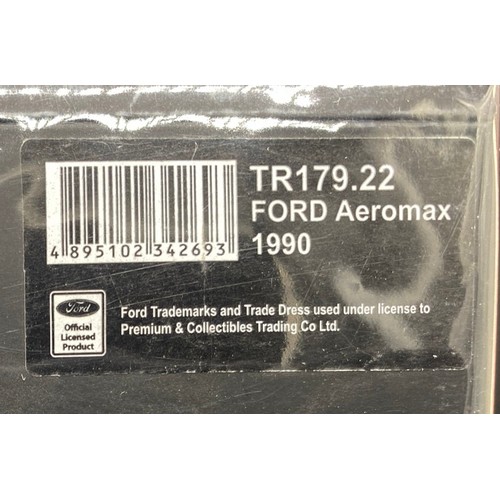 TR179.22
FORD Aeromax
1990
4 895102 342693
Ford
Official
Licensed
Product
Ford Trademarks and Trade Dress used under license to
Premium & Collectibles Trading Co Ltd.